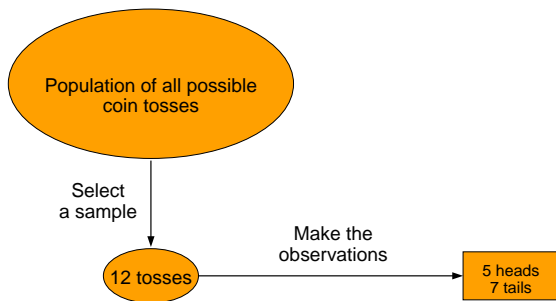 Population of all possible
coin tosses
Select
a sample
12 tosses
Make the
observations
5 heads
7 tails